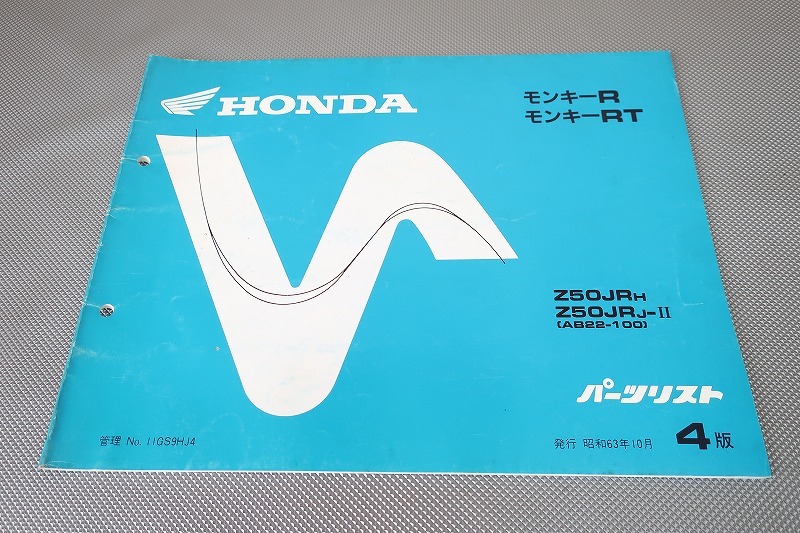 HONDA
モンキーR
モンキーRT
Z50JRH
Z50JRJ-II
(AB22-100)
パーツリスト
管理 No. 11GS9HJ4
発行 昭和63年10月 4版